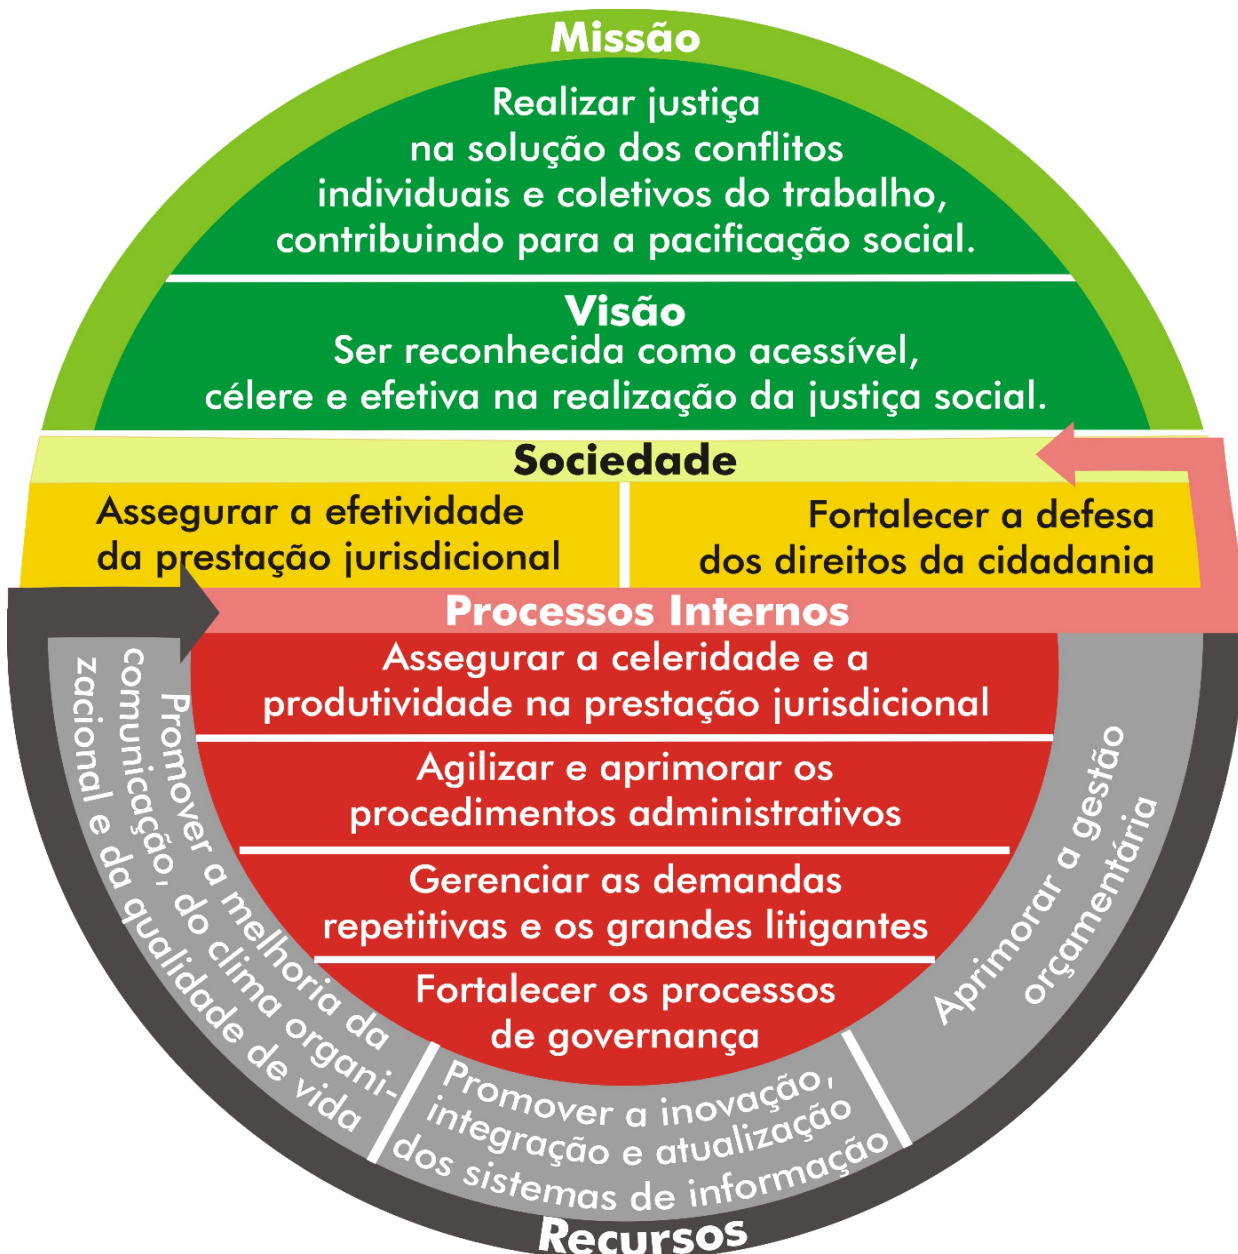 Missão
Realizar justiça
na solução dos conflitos
individuais e coletivos do trabalho,
contribuindo para a pacificação social.
Visão
Ser reconhecida como acessível,
célere e efetiva na realização da justiça social.
Sociedade
Assegurar a efetividade
da prestação jurisdicional
Fortalecer a defesa
dos direitos da cidadania
Processos Internos
Assegurar a celeridade e a
produtividade na prestação jurisdicional
Agilizar e aprimorar os
procedimentos administrativos
Gerenciar as demandas
repetitivas e os grandes litigantes
Fortalecer os processos
de governança
Promover a melhoria da
comunicação, do clima organi-
zacional e da qualidade de vida
Promover a inovação,
integração e atualização
dos sistemas de informação
Aprimorar a gestão
orçamentária
Recursos